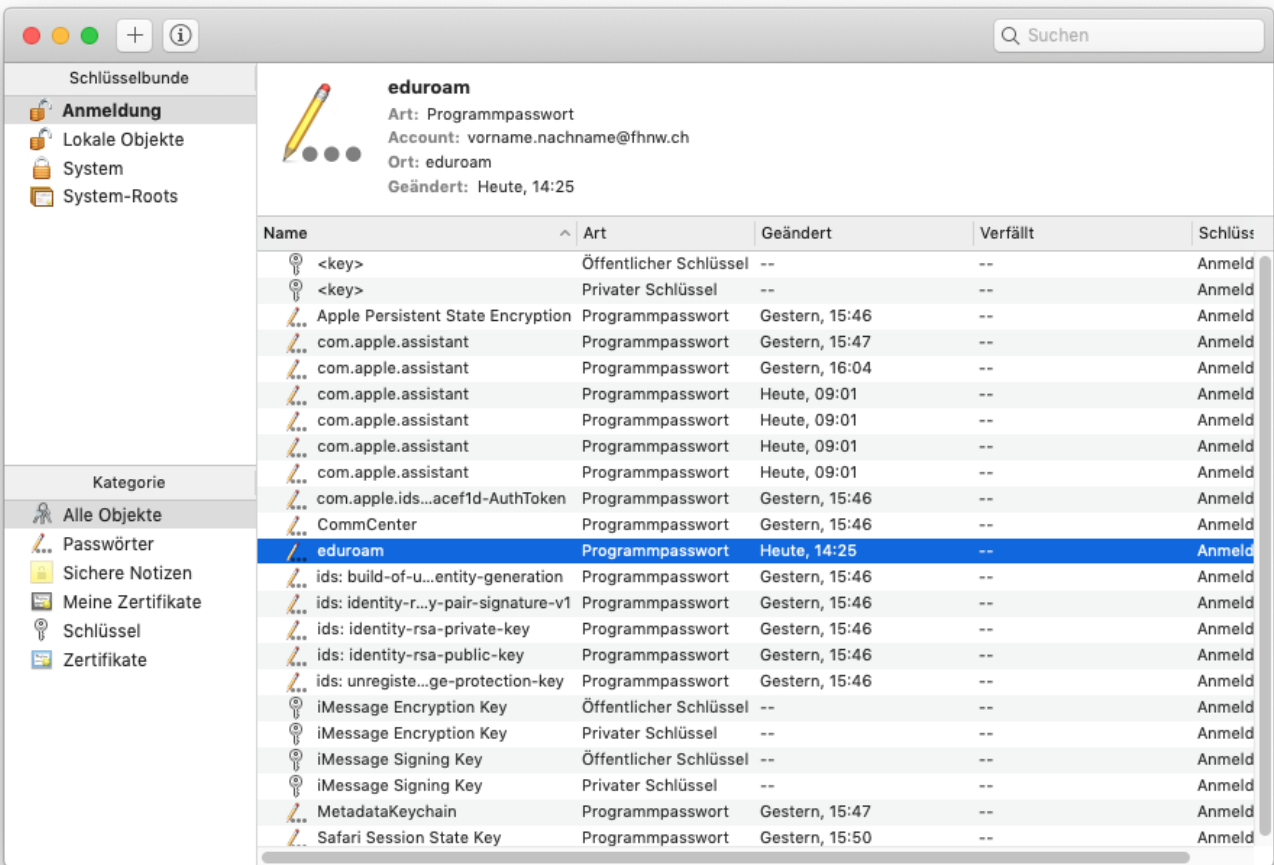 Suchen
Schlüsselbunde
Anmeldung
Lokale Objekte
System
System-Roots
Kategorie
Alle Objekte
Passwörter
Sichere Notizen
Meine Zertifikate
Schlüssel
Zertifikate
eduroam
Art: Programmpasswort
Account: vorname.nachname@fhnw.ch
Ort: eduroam
Geändert: Heute, 14:25
Name Art Geändert Verfällt Schlüss
<key> Öffentlicher Schlüssel -- -- Anmeld
<key> Privater Schlüssel -- -- Anmeld
Apple Persistent State Encryption Programmpasswort Gestern, 15:46 -- Anmeld
com.apple.assistant Programmpasswort Gestern, 15:47 -- Anmeld
com.apple.assistant Programmpasswort Gestern, 16:04 -- Anmeld
com.apple.assistant Programmpasswort Heute, 09:01 -- Anmeld
com.apple.assistant Programmpasswort Heute, 09:01 -- Anmeld
com.apple.assistant Programmpasswort Heute, 09:01 -- Anmeld
com.apple.assistant Programmpasswort Heute, 09:01 -- Anmeld
com.apple.ids...acef1d-AuthToken Programmpasswort Gestern, 15:46 -- Anmeld
CommCenter Programmpasswort Gestern, 15:46 -- Anmeld
eduroam Programmpasswort Heute, 14:25 -- Anmeld
ids: build-of-u...entity-generation Programmpasswort Gestern, 15:46 -- Anmeld
ids: identity-r...y-pair-signature-v1 Programmpasswort Gestern, 15:46 -- Anmeld
ids: identity-rsa-private-key Programmpasswort Gestern, 15:46 -- Anmeld
ids: identity-rsa-public-key Programmpasswort Gestern, 15:46 -- Anmeld
ids: unregiste...ge-protection-key Programmpasswort Gestern, 15:46 -- Anmeld
iMessage Encryption Key Öffentlicher Schlüssel -- -- Anmeld
iMessage Encryption Key Privater Schlüssel -- -- Anmeld
iMessage Signing Key Öffentlicher Schlüssel -- -- Anmeld
iMessage Signing Key Privater Schlüssel -- -- Anmeld
MetadataKeychain Programmpasswort Gestern, 15:47 -- Anmeld
Safari Session State Key Programmpasswort Gestern, 15:50 -- Anmeld